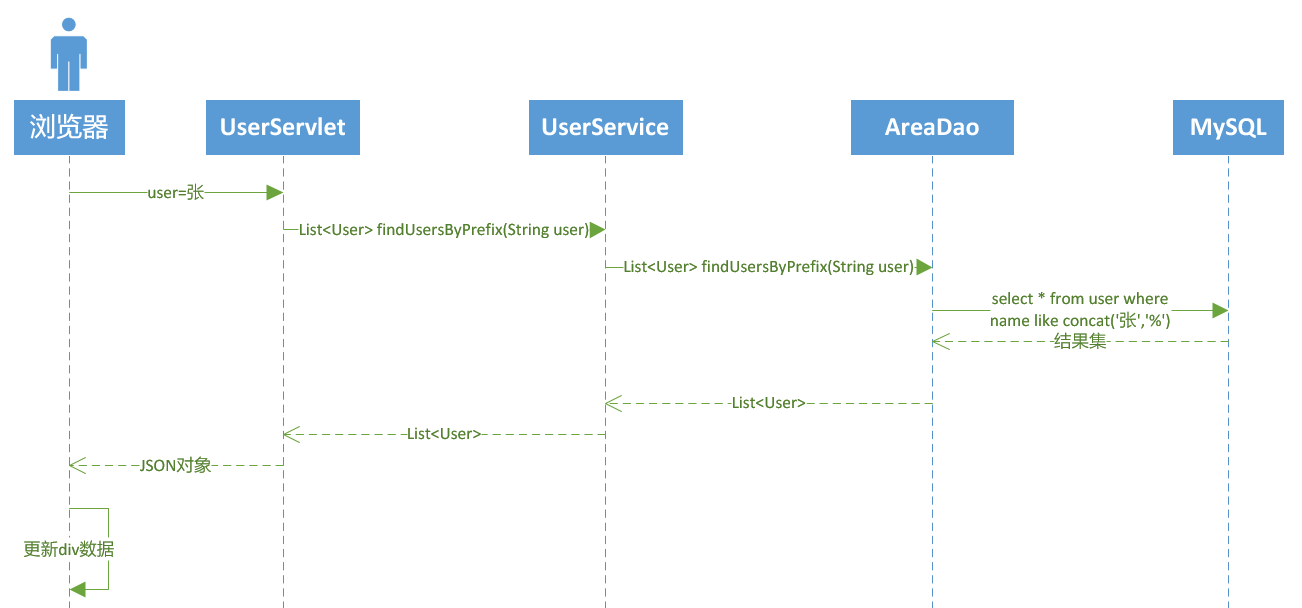 浏览器
UserServlet
UserService
AreaDao
MySQL
user=张
List<User> findUsersByPrefix(String user)
List<User> findUsersByPrefix(String user)
select * from user where
name like concat('张','%')
结果集
List<User>
List<User>
JSON对象
更新div数据